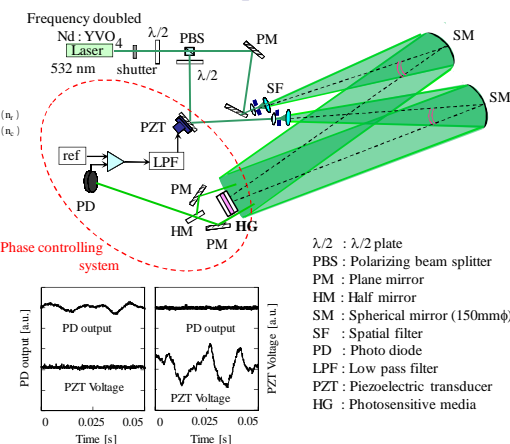 Frequency doubled
Nd : YVO4
Laser
532 nm
shutter
λ/2
PBS
λ/2
PM
SM
SM
SF
PZT
(nr)
(nc)
ref
LPF
PD
PM
HM
PM
HG
Phase controlling
system
λ/2 : λ/2 plate
PBS : Polarizing beam splitter
PM : Plane mirror
HM : Half mirror
SM : Spherical mirror (150mmϕ)
SF : Spatial filter
PD : Photo diode
LPF : Low pass filter
PZT : Piezoelectric transducer
HG : Photosensitive media
PD output [a.u.]
PD output
PZT Voltage
0 0.025 0.05
Time [s]
PD output
PZT Voltage
0 0.025 0.05
Time [s]
PZT Voltage [a.u.]